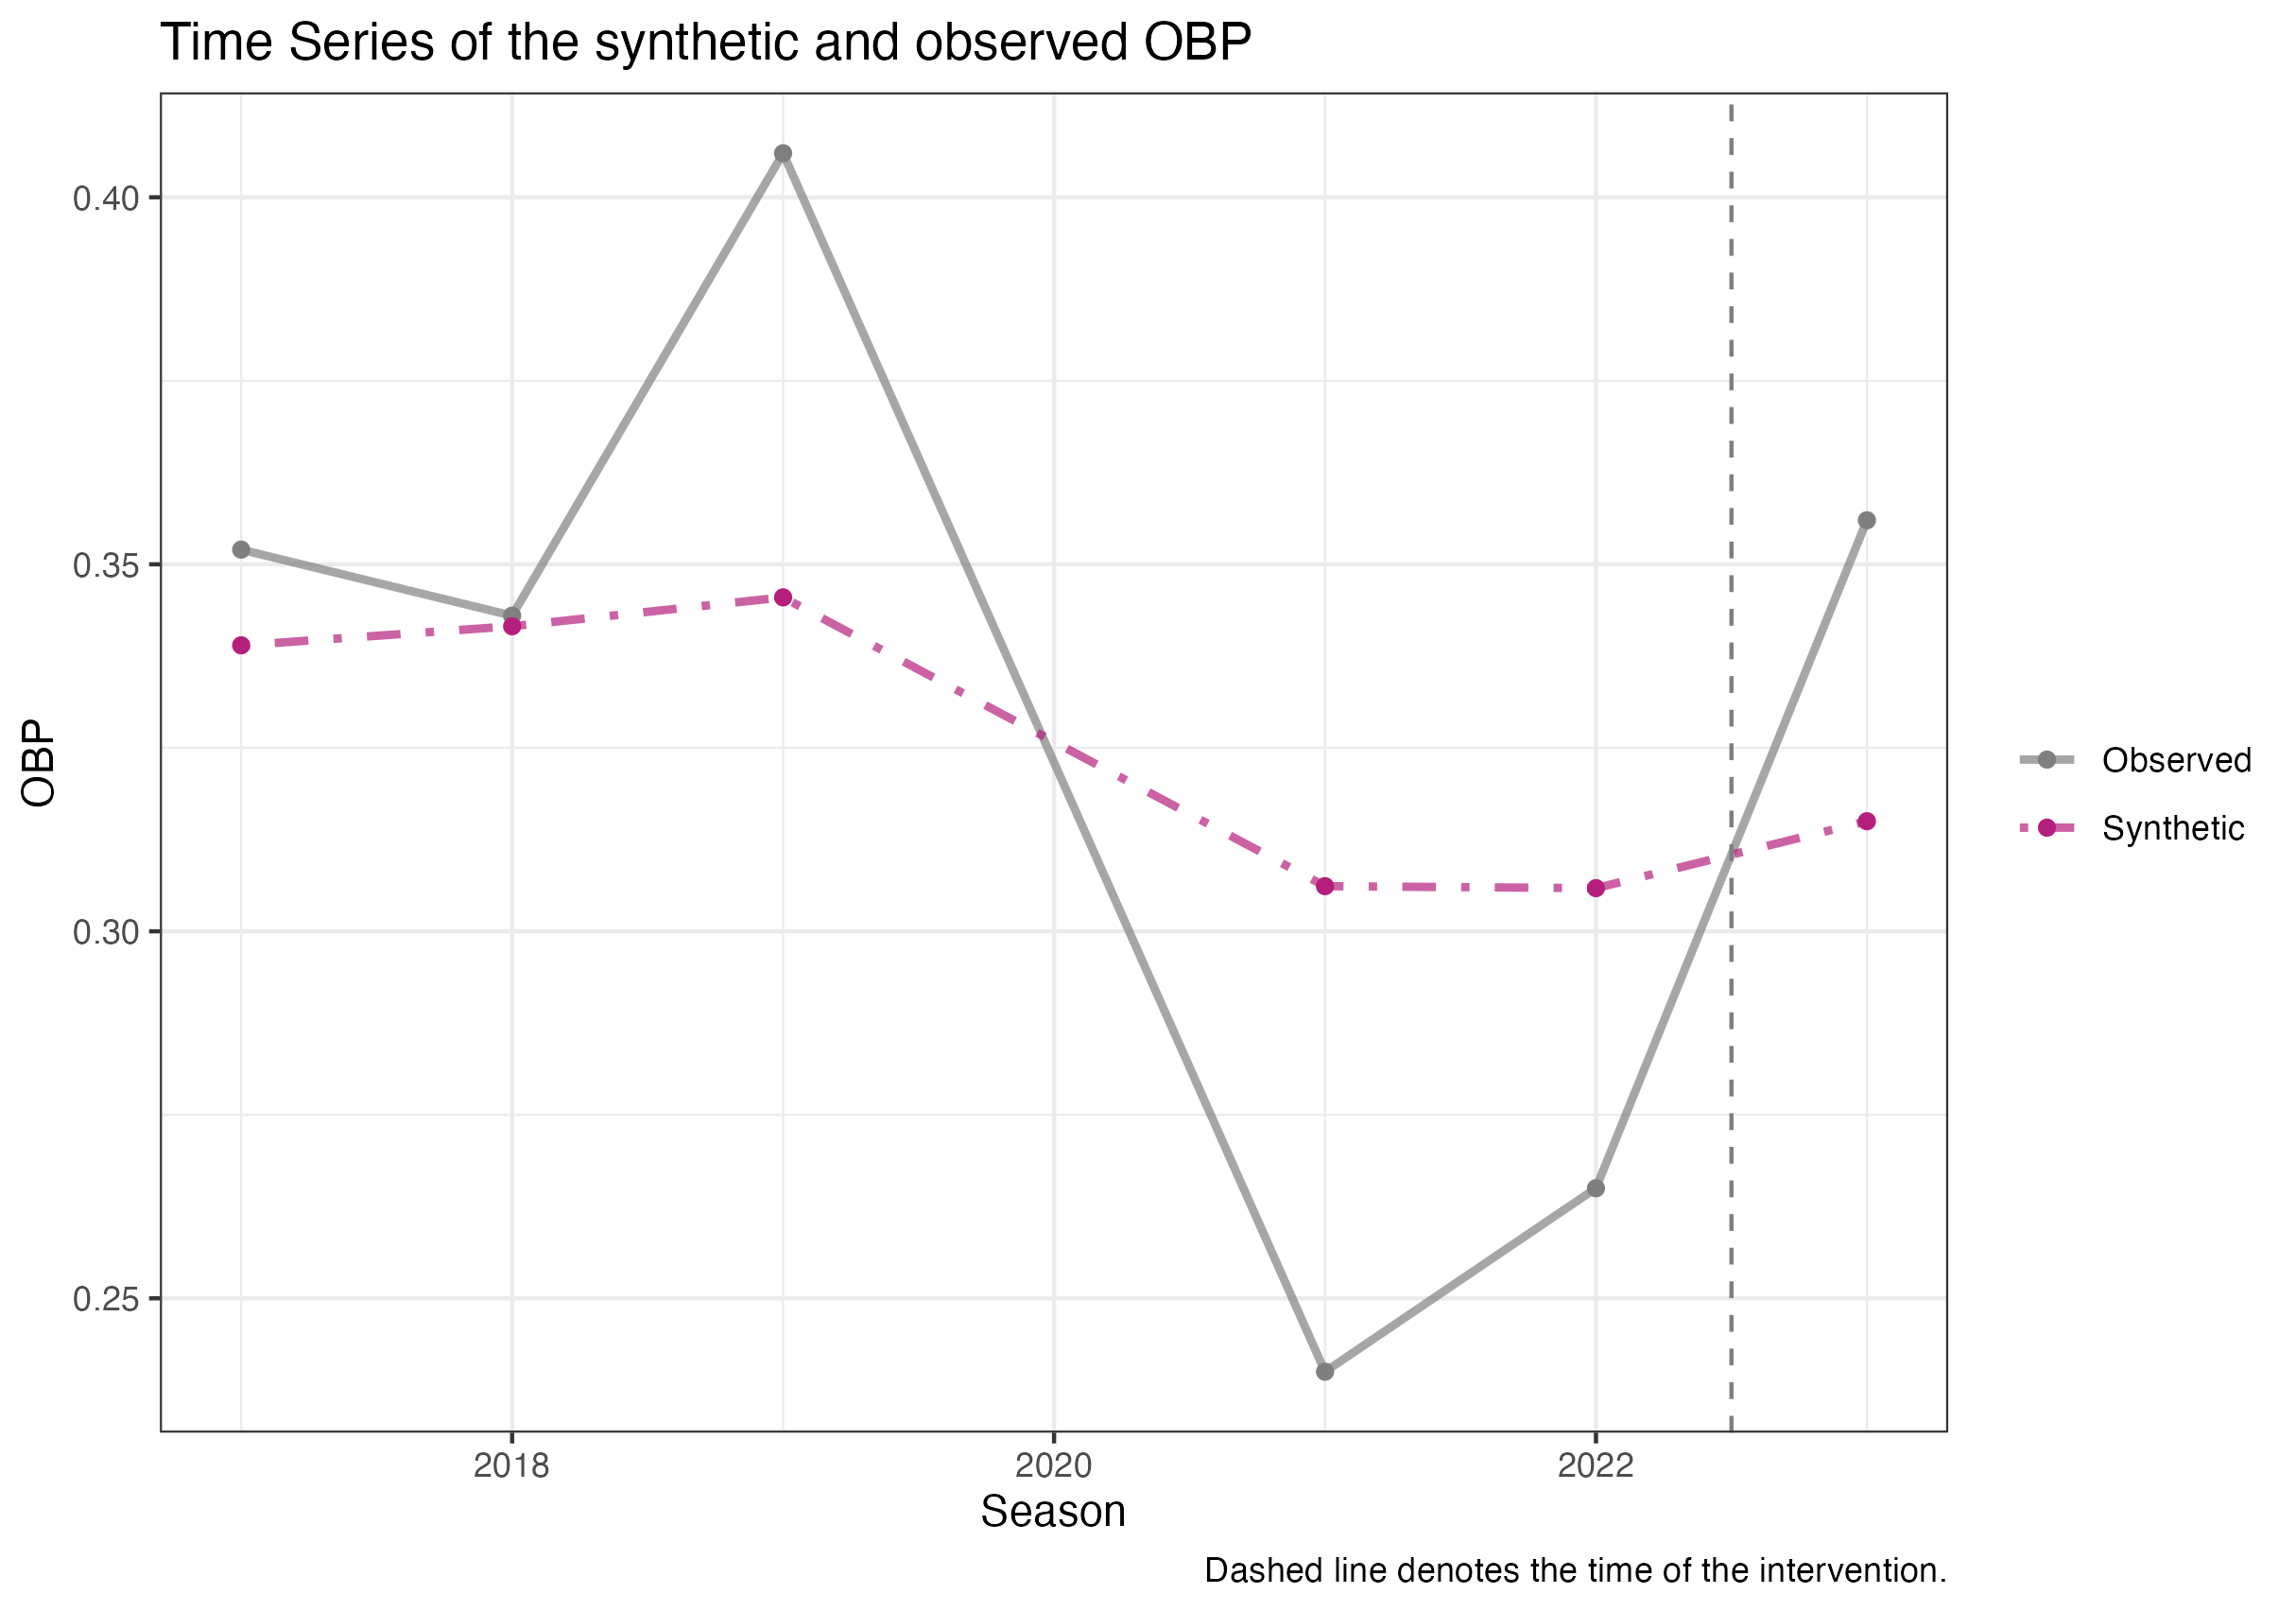 Time Series of the synthetic and observed OBP
0.40
0.35
0.30
0.25
OBP
2018
2020
2022
Season
Observed
Synthetic
Dashed line denotes the time of the intervention.